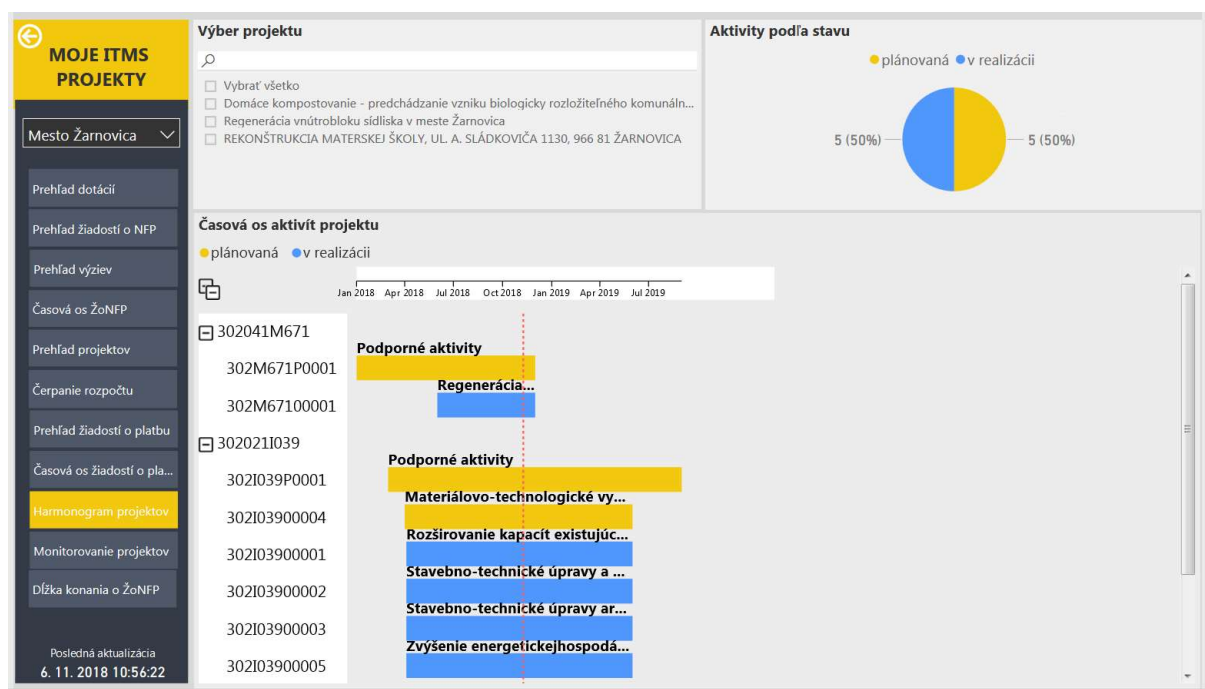 MOJE ITMS
PROJEKTY
Mesto Žarnovica
Prehľad dotácií
Prehľad žiadostí o NFP
Prehľad výziev
Časová os ŽoNFP
Prehľad projektov
Čerpanie rozpočtu
Prehľad žiadostí o platbu
Časová os žiadostí o pla...
Harmonogram projektov
Monitorovanie projektov
Dĺžka konania o ŽoNFP
Posledná aktualizácia
6. 11. 2018 10:56:22
Výber projektu
Vybrať všetko
Domáce kompostovanie - predchádzanie vzniku biologicky rozložiteľného komunáln...
Regenerácia vnútrobloku sídliska v meste Žarnovica
REKONŠTRUKCIA MATERSKEJ ŠKOLY, UL. A. SLÁDKOVIČA 1130, 966 81 ŽARNOVICA
Aktivity podľa stavu
plánovaná v realizácii
5 (50%) 5 (50%)
Časová os aktivít projektu
plánovaná v realizácii
Jan 2018 Apr 2018 Jul 2018 Oct 2018 Jan 2019 Apr 2019 Jul 2019
302041M671
Podporné aktivity
302M671P0001
Regenerácia...
302M67100001
302021I039
Podporné aktivity
302I039P0001
Materiálovo-technologické vy...
302I03900004
Rozširovanie kapacít existujúc...
302I03900001
Stavebno-technické úpravy a ...
302I03900002
Stavebno-technické úpravy ar...
302I03900003
Zvýšenie energetickejhospodá...
302I03900005